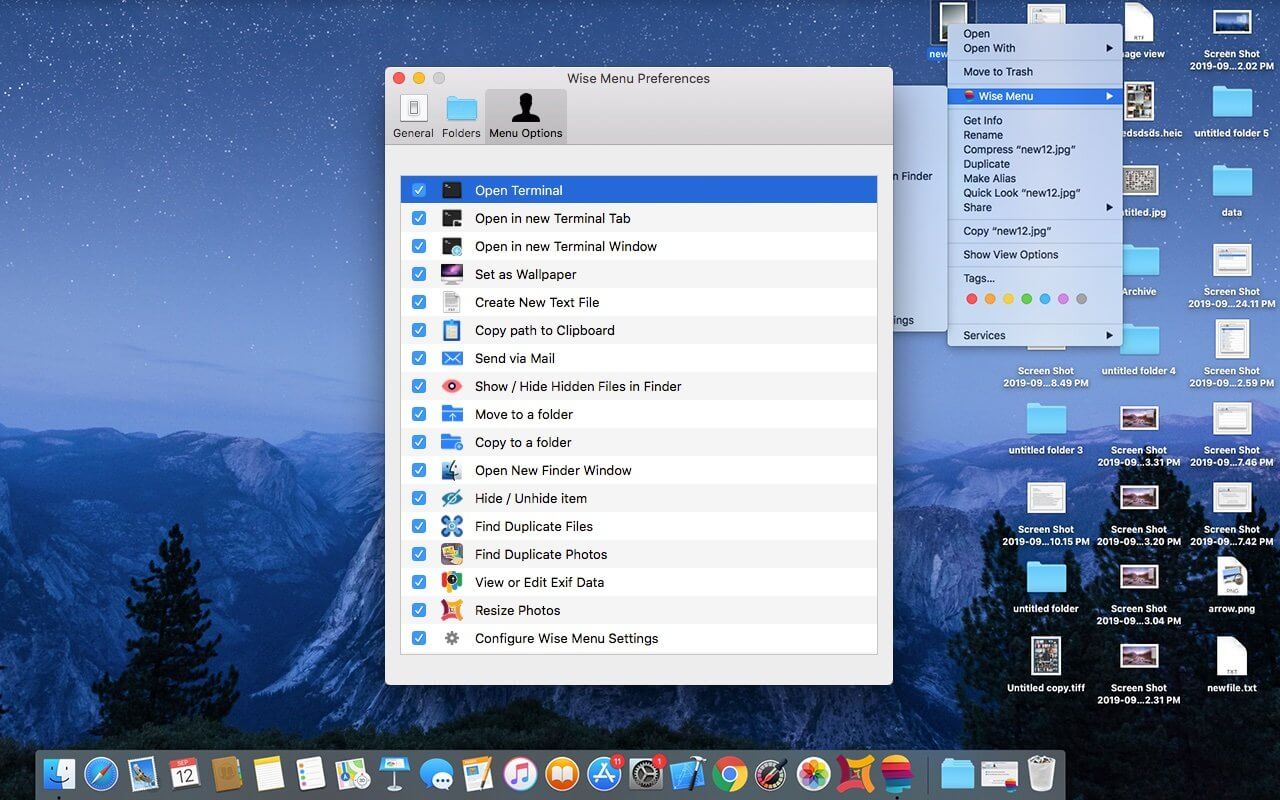 Wise Menu Preferences
General
Folders
Menu Options
Open Terminal
Open in new Terminal Tab
Open in new Terminal Window
Set as Wallpaper
Create New Text File
Copy path to Clipboard
Send via Mail
Show / Hide Hidden Files in Finder
Move to a folder
Copy to a folder
Open New Finder Window
Hide / Unhide item
Find Duplicate Files
Find Duplicate Photos
View or Edit Exif Data
Resize Photos
Configure Wise Menu Settings
n Finder
ings
new
Open
Open With
Move to Trash
Wise Menu
Get Info
Rename
Compress “new12.jpg”
Duplicate
Make Alias
Quick Look “new12.jpg”
Share
Copy “new12.jpg”
Show View Options
Tags...
Services
RTF
age view
Screen Shot
2019-09...2.02 PM
edsdsds.heic
untitled folder 5
titled.jpg
data
Archive
Screen Shot
2019-09...24.11 PM
Screen Shot
2019-09...8.49 PM
untitled folder 4
Screen Shot
2019-09...2.59 PM
untitled folder 3
Screen Shot
2019-09...3.31 PM
Screen Shot
2019-09...7.46 PM
Screen Shot
2019-09...10.15 PM
Screen Shot
2019-09...3.20 PM
Screen Shot
2019-09...7.42 PM
untitled folder
Screen Shot
2019-09...3.04 PM
PNG
arrow.png
Untitled copy.tiff
Screen Shot
2019-09...2.31 PM
TXT
newfile.txt
SEP
12
11
1